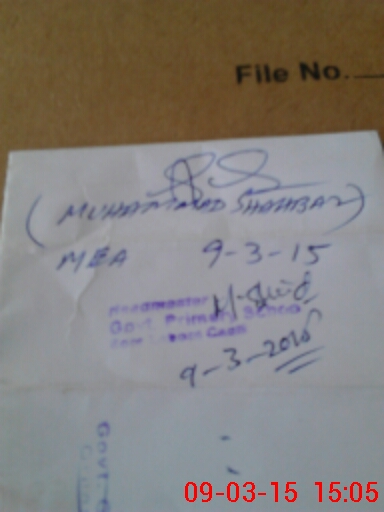 File No.
(MUHAMMAD SHAHBAZ)
MEA 9-3-15
Headmaster
Govt. Primary School
9-3-2015
Govt
09-03-15 15:05